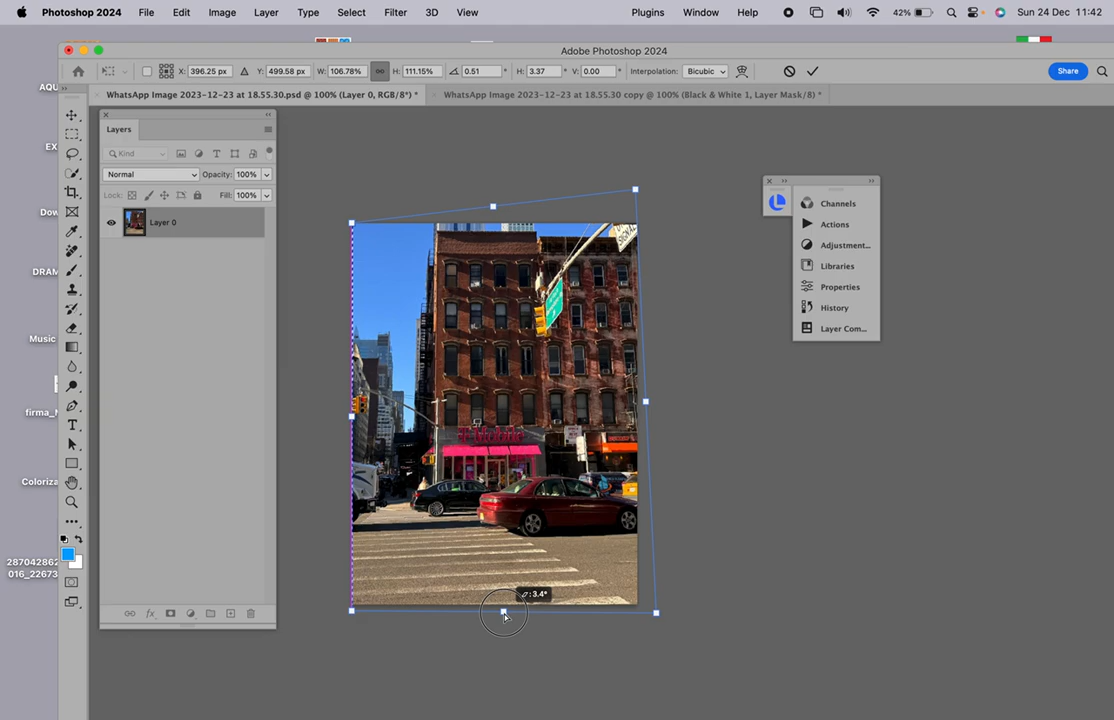 Photoshop 2024 File Edit Image Layer Type Select Filter 3D View Plugins Window Help 42% Sun 24 Dec 11:42
Adobe Photoshop 2024
X: 396.25 px Y: 499.58 px W: 106.78% H: 111.15% 0.51 ° H: 3.37 ° V: 0.00 ° Interpolation: Bicubic Share
WhatsApp Image 2023-12-23 at 18.55.30.psd @ 100% (Layer 0, RGB/8*) *
WhatsApp Image 2023-12-23 at 18.55.30 copy @ 100% (Black & White 1, Layer Mask/8) *
AQU
EX
Dow
DRAM
Music
firma_
Coloriza
287042862
016_22673
Layers
Kind
Normal Opacity: 100%
Lock: Fill: 100%
Layer 0
Channels
Actions
Adjustment...
Libraries
Properties
History
Layer Com...
SIGNAL
T Mobile
3.4°